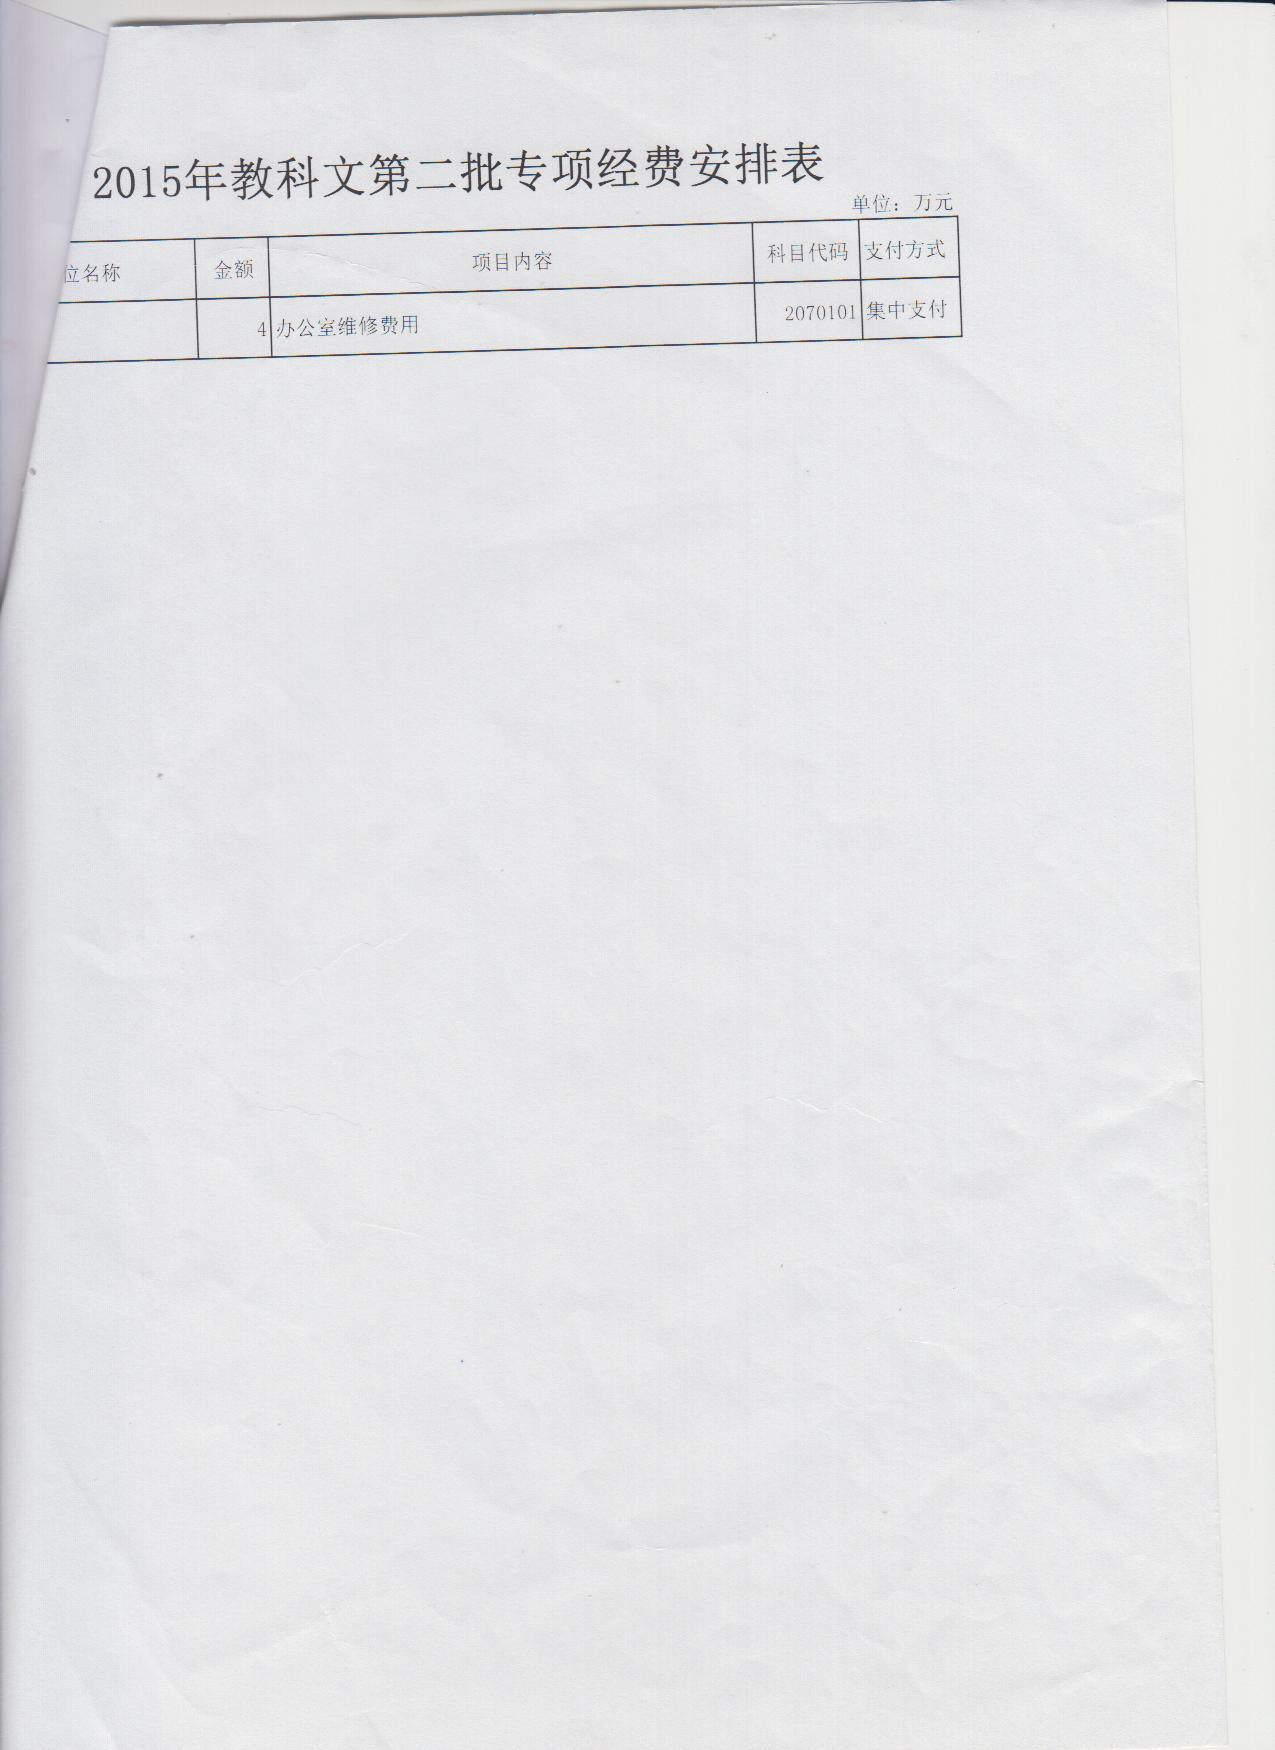 2015年教科文第二批专项经费安排表
单位：万元
位名称 金额 项目内容 科目代码 支付方式
4 办公室维修费用 2070101 集中支付